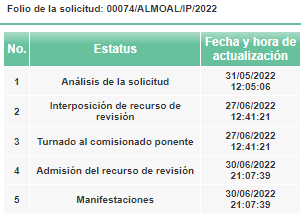 Folio de la solicitud: 00074/ALMOAL/IP/2022
No. Estatus Fecha y hora de
actualización
1 Análisis de la solicitud 31/05/2022
12:05:06
2 Interposición de recurso de
revisión 27/06/2022
12:41:21
3 Turnado al comisionado ponente 27/06/2022
12:41:21
4 Admisión del recurso de revisión 30/06/2022
21:07:39
5 Manifestaciones 30/06/2022
21:07:39